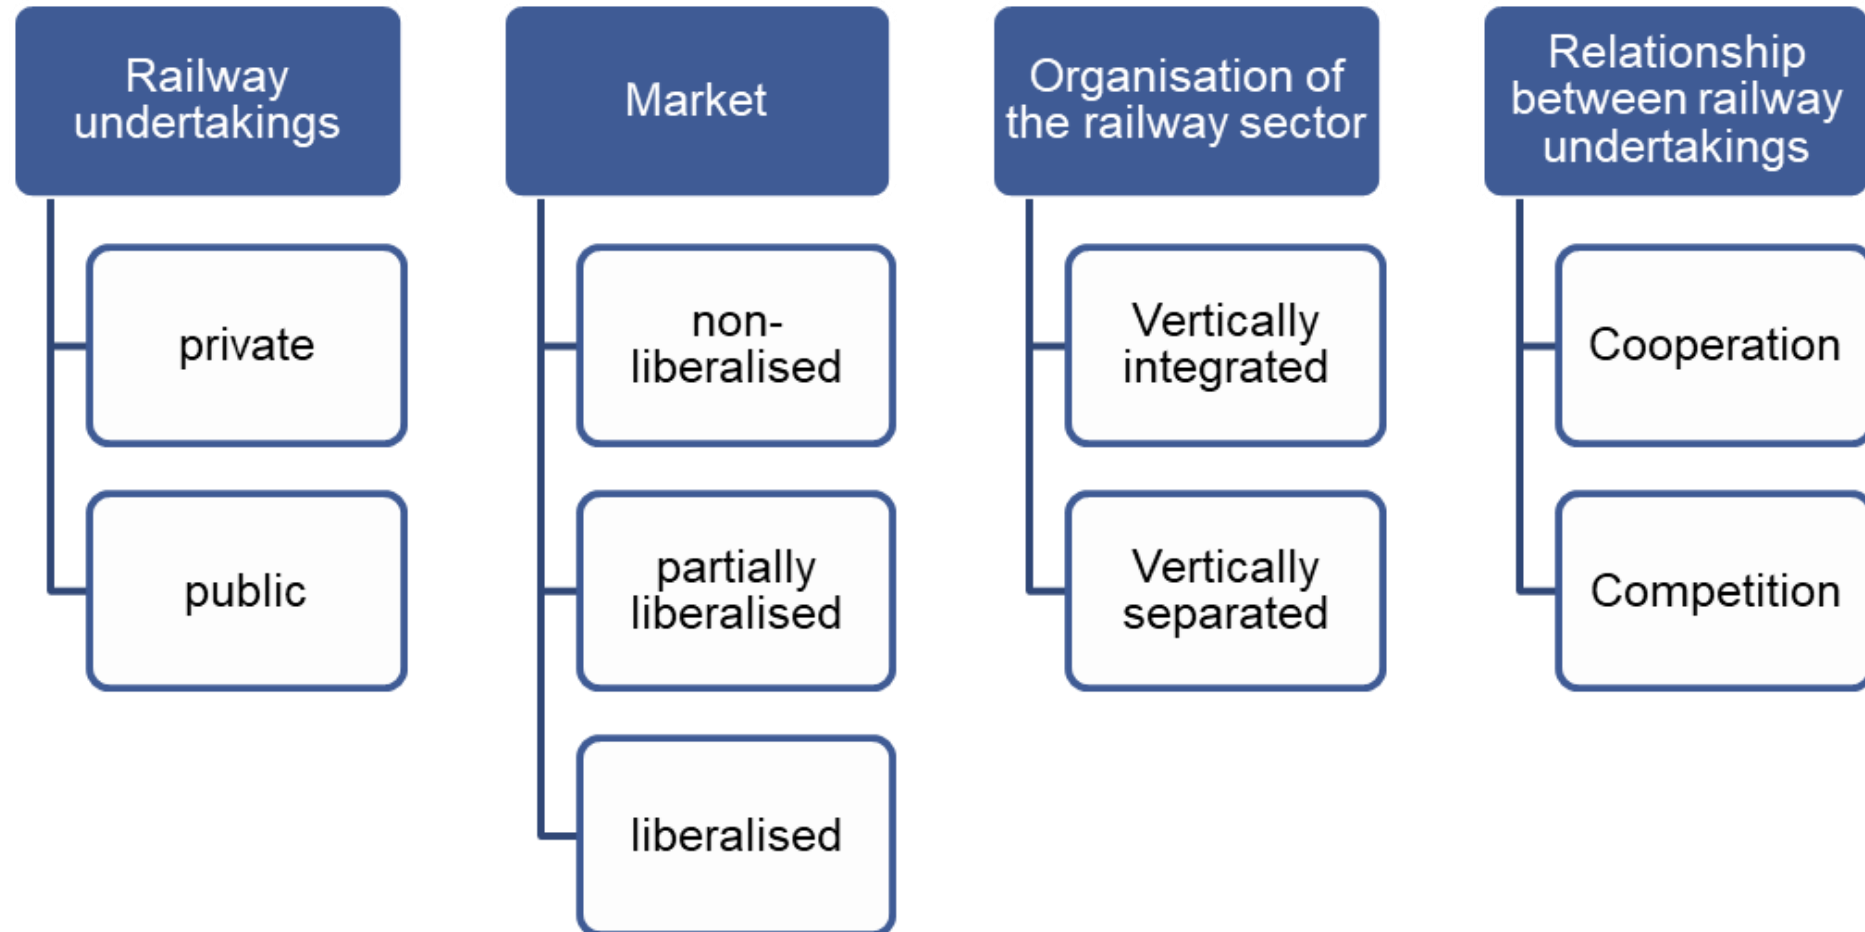 Railway
undertakings
private
public
Market
non-
liberalised
partially
liberalised
liberalised
Organisation of
the railway sector
Vertically
integrated
Vertically
separated
Relationship
between railway
undertakings
Cooperation
Competition